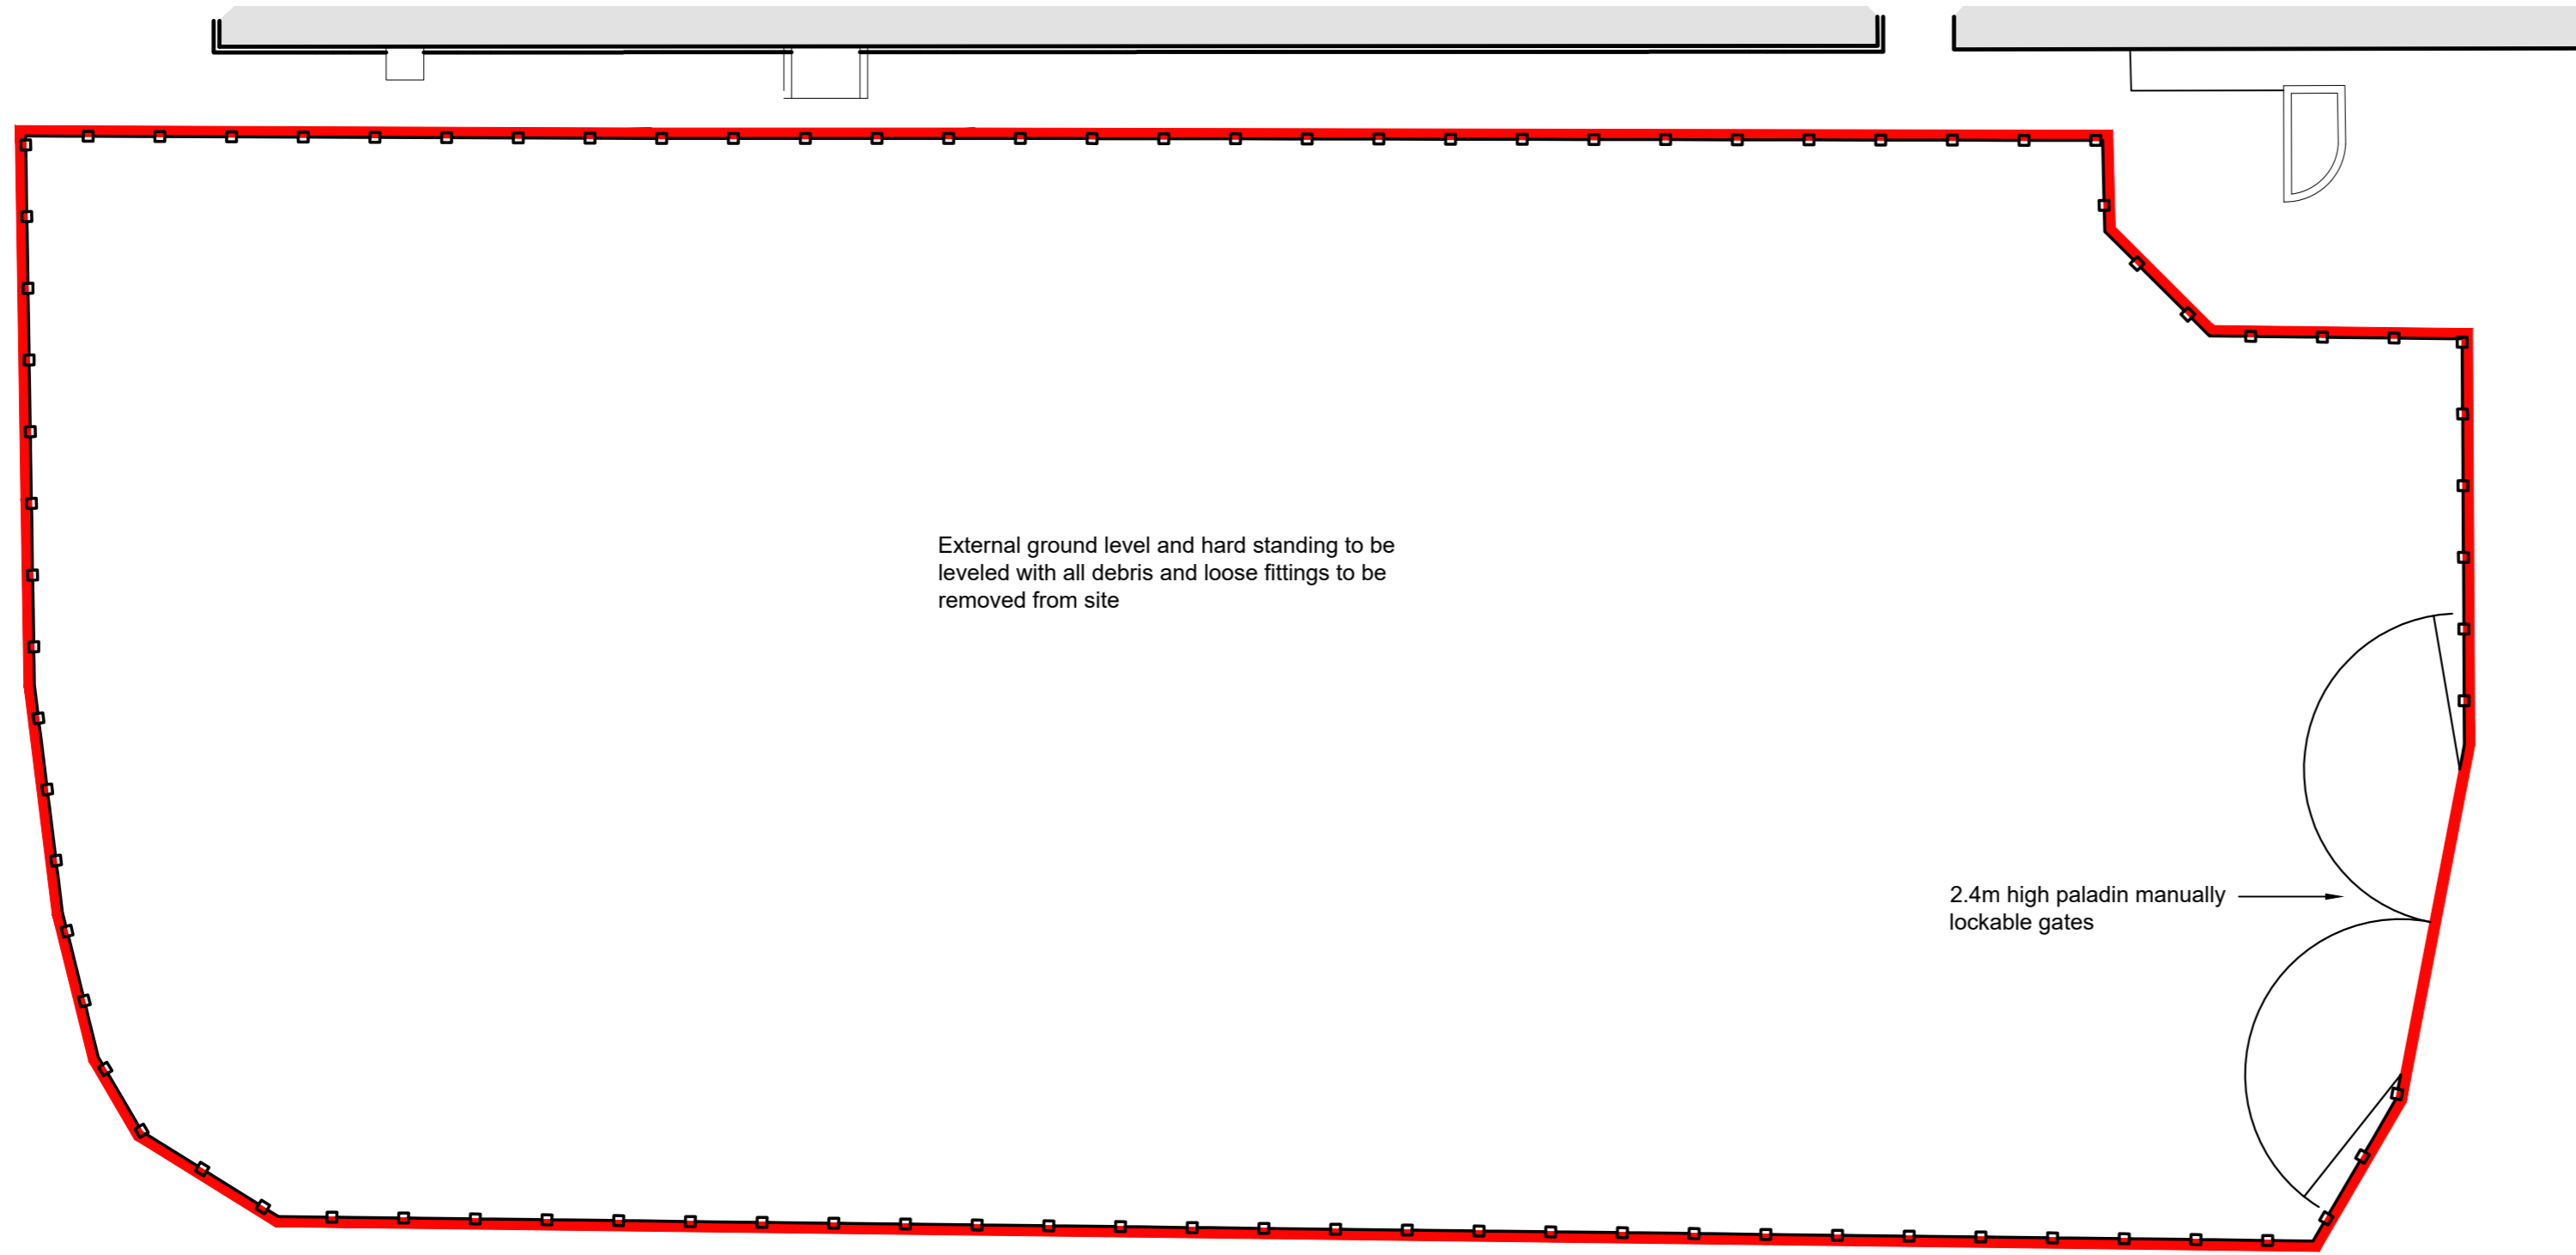 External ground level and hard standing to be
leveled with all debris and loose fittings to be
removed from site
2.4m high paladin manually
lockable gates